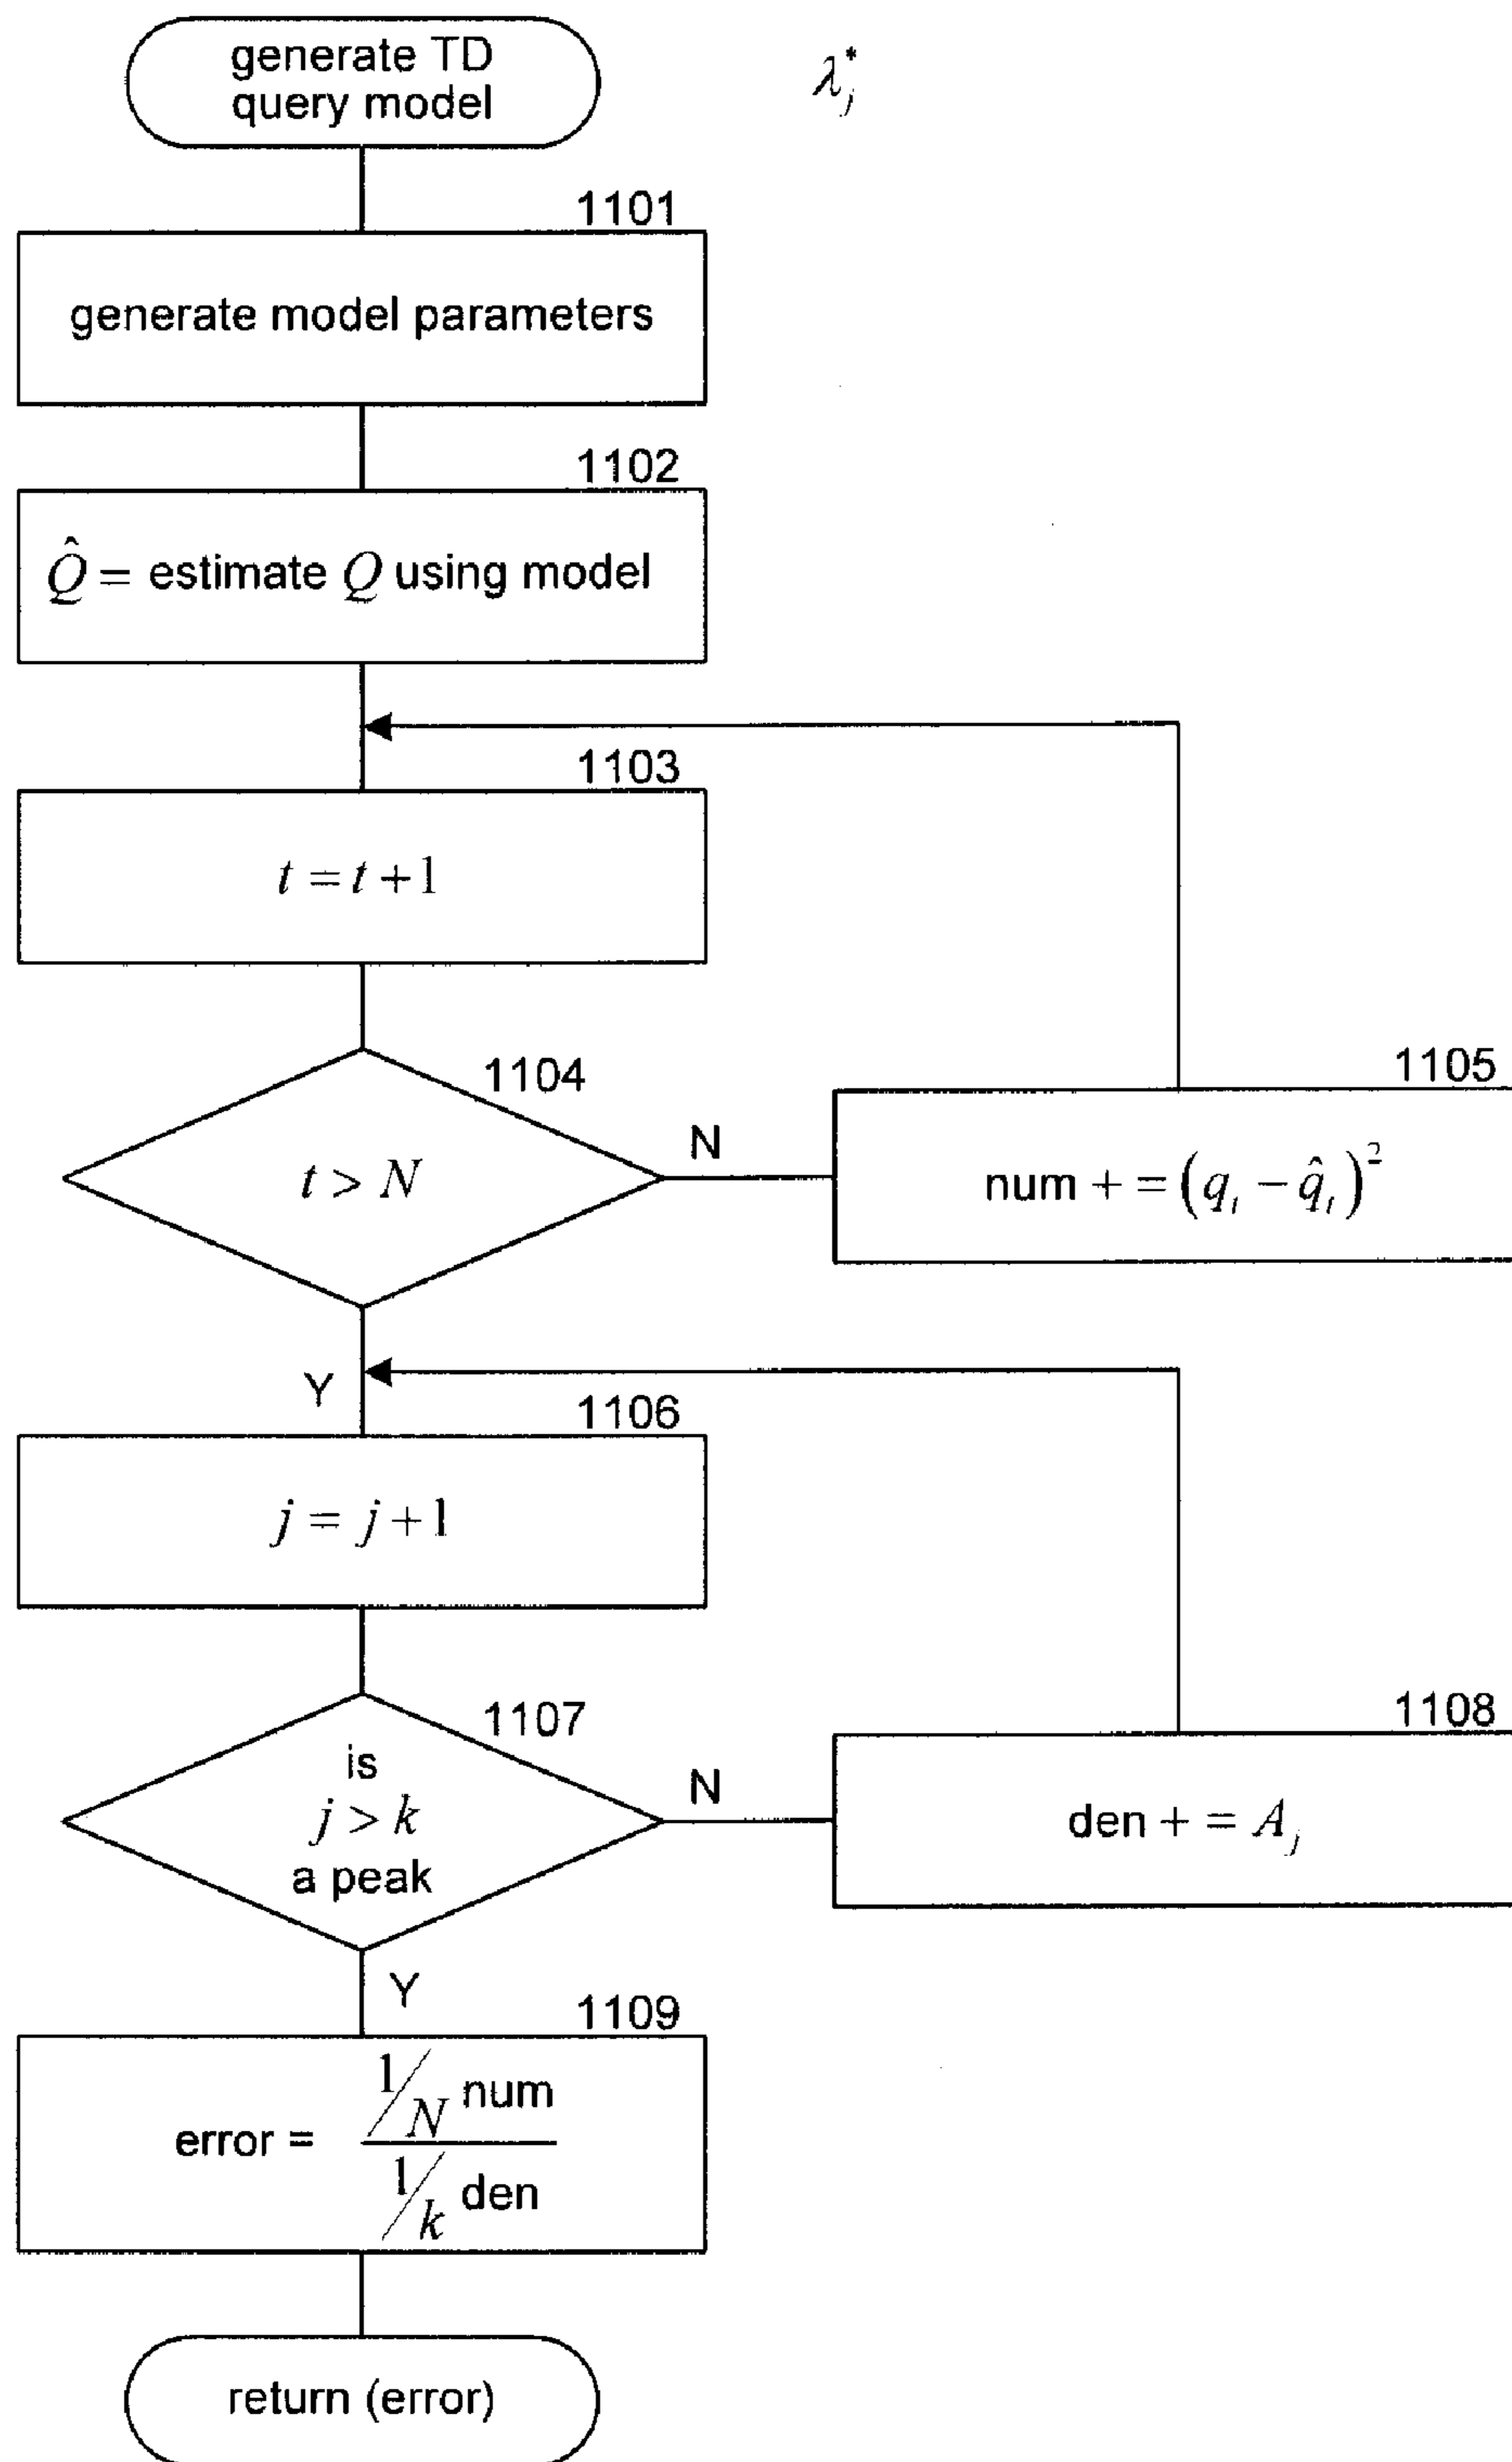 generate TD
query model
λ*j
1101
generate model parameters
1102
Q̂ = estimate Q using model
1103
t = t + 1
1104
t > N
N
1105
num + = (qt − q̂t)²
Y
1106
j = j + 1
1107
is
j > k
a peak
N
1108
den + = Aj
Y
1109
error = 1/N num
1/k den
return (error)